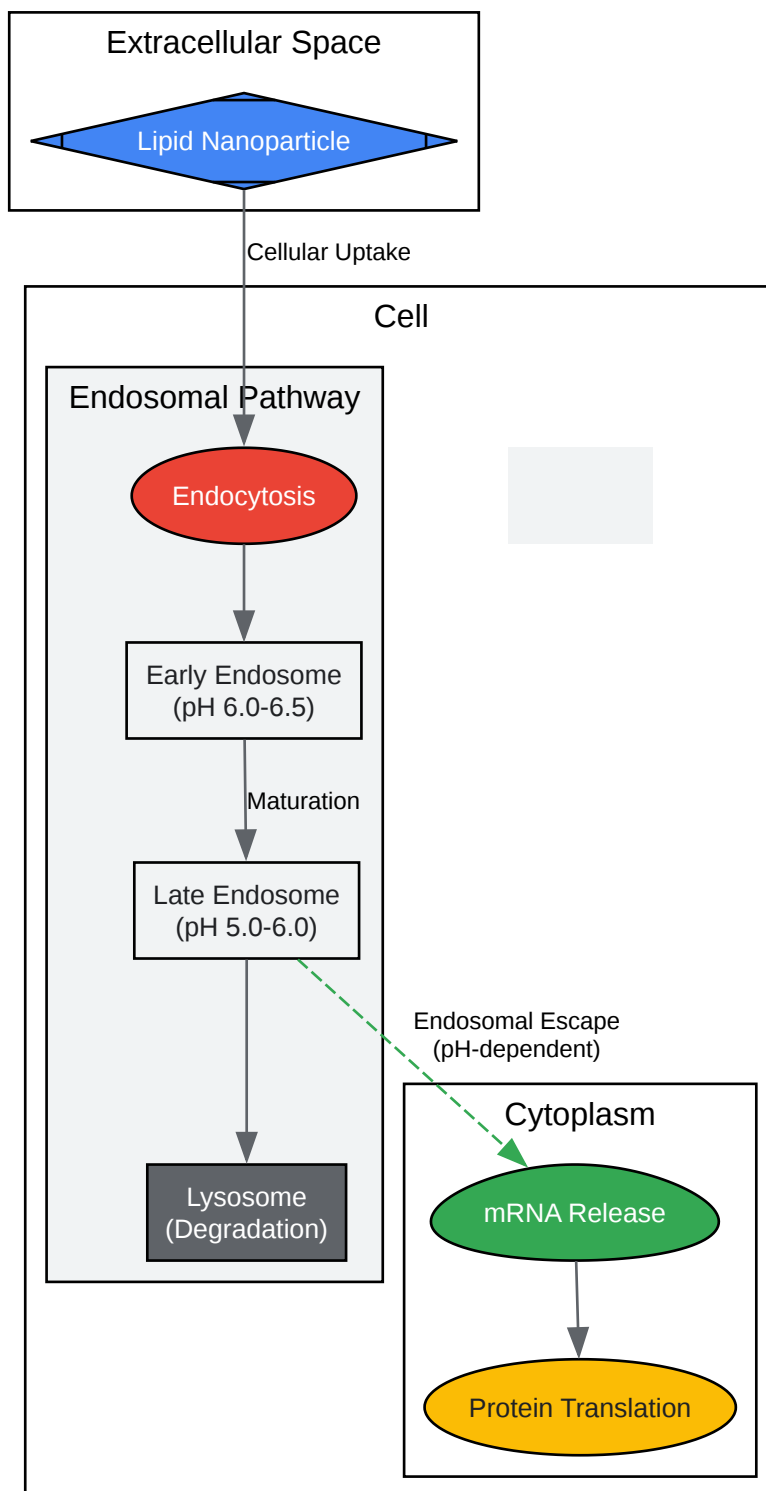 Extracellular Space
Lipid Nanoparticle
Cellular Uptake
Cell
Endosomal Pathway
Endocytosis
Early Endosome
(pH 6.0-6.5)
Maturation
Late Endosome
(pH 5.0-6.0)
Endosomal Escape
(pH-dependent)
Cytoplasm
Lysosome
(Degradation)
mRNA Release
Protein Translation